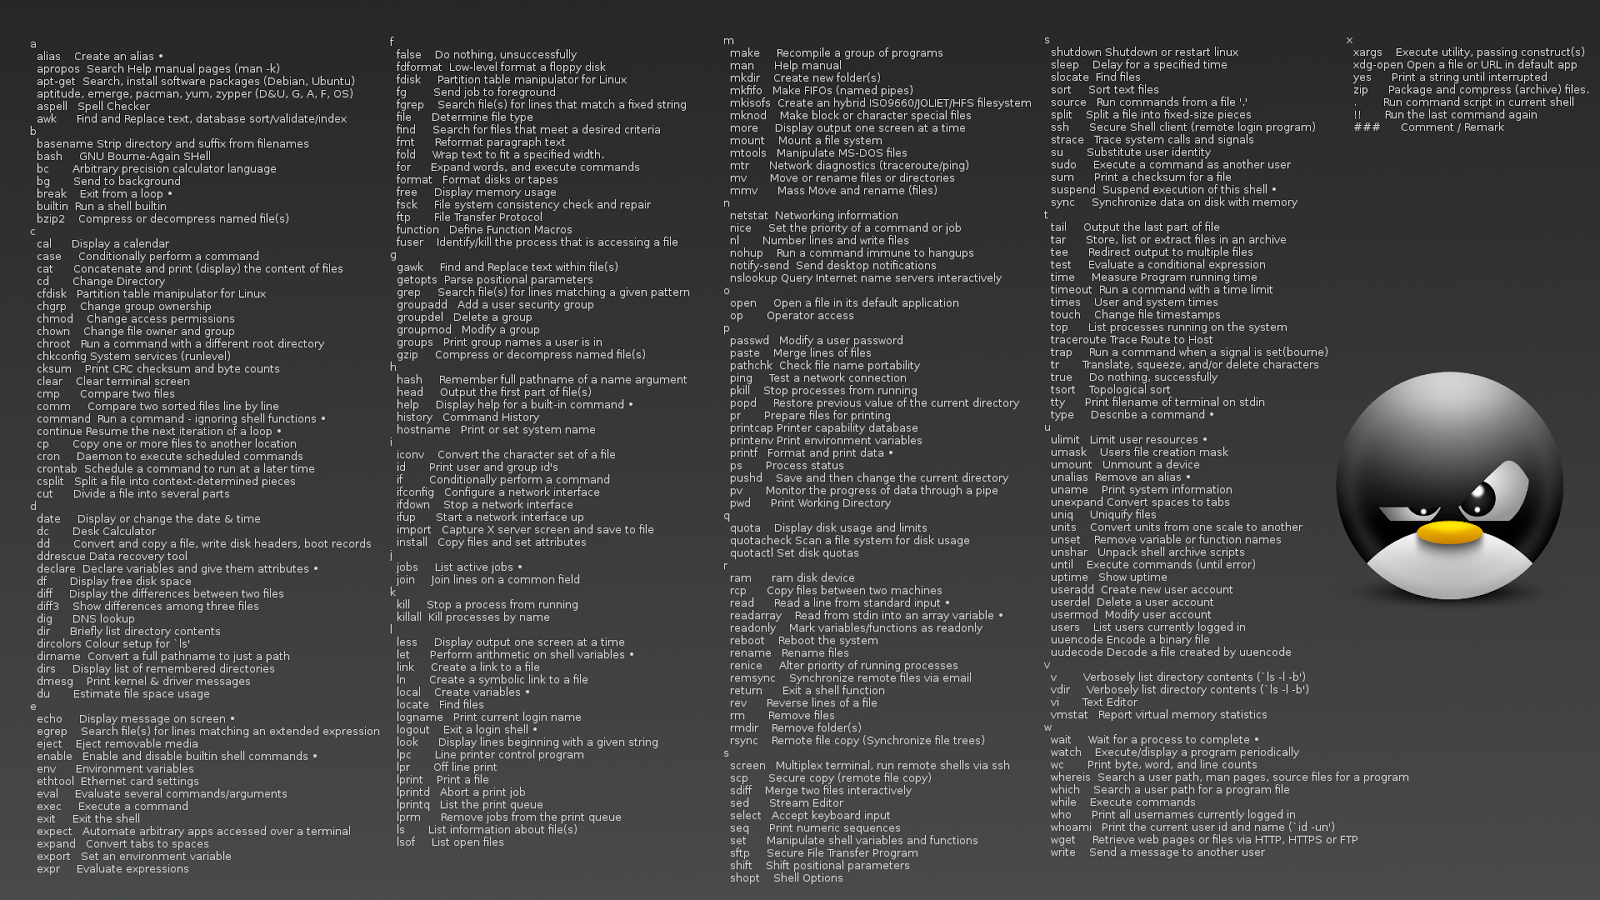 a
alias Create an alias •
apropos Search Help manual pages (man -k)
apt-get Search, install software packages (Debian, Ubuntu)
aptitude, emerge, pacman, yum, zypper (D&U, G, A, F, OS)
aspell Spell Checker
awk Find and Replace text, database sort/validate/index
b
basename Strip directory and suffix from filenames
bash GNU Bourne-Again SHell
bc Arbitrary precision calculator language
bg Send to background
break Exit from a loop •
builtin Run a shell builtin
bzip2 Compress or decompress named file(s)
c
cal Display a calendar
case Conditionally perform a command
cat Concatenate and print (display) the content of files
cd Change Directory
cfdisk Partition table manipulator for Linux
chgrp Change group ownership
chmod Change access permissions
chown Change file owner and group
chroot Run a command with a different root directory
chkconfig System services (runlevel)
cksum Print CRC checksum and byte counts
clear Clear terminal screen
cmp Compare two files
comm Compare two sorted files line by line
command Run a command - ignoring shell functions •
continue Resume the next iteration of a loop •
cp Copy one or more files to another location
cron Daemon to execute scheduled commands
crontab Schedule a command to run at a later time
csplit Split a file into context-determined pieces
cut Divide a file into several parts
d
date Display or change the date & time
dc Desk Calculator
dd Convert and copy a file, write disk headers, boot records
ddrescue Data recovery tool
declare Declare variables and give them attributes •
df Display free disk space
diff Display the differences between two files
diff3 Show differences among three files
dig DNS lookup
dir Briefly list directory contents
dircolors Colour setup for `ls'
dirname Convert a full pathname to just a path
dirs Display list of remembered directories
dmesg Print kernel & driver messages
du Estimate file space usage
e
echo Display message on screen •
egrep Search file(s) for lines matching an extended expression
eject Eject removable media
enable Enable and disable builtin shell commands •
env Environment variables
ethtool Ethernet card settings
eval Evaluate several commands/arguments
exec Execute a command
exit Exit the shell
expect Automate arbitrary apps accessed over a terminal
expand Convert tabs to spaces
export Set an environment variable
expr Evaluate expressions
f
false Do nothing, unsuccessfully
fdformat Low-level format a floppy disk
fdisk Partition table manipulator for Linux
fg Send job to foreground
fgrep Search file(s) for lines that match a fixed string
file Determine file type
find Search for files that meet a desired criteria
fmt Reformat paragraph text
fold Wrap text to fit a specified width.
for Expand words, and execute commands
format Format disks or tapes
free Display memory usage
fsck File system consistency check and repair
ftp File Transfer Protocol
function Define Function Macros
fuser Identify/kill the process that is accessing a file
g
gawk Find and Replace text within file(s)
getopts Parse positional parameters
grep Search file(s) for lines matching a given pattern
groupadd Add a user security group
groupdel Delete a group
groupmod Modify a group
groups Print group names a user is in
gzip Compress or decompress named file(s)
h
hash Remember full pathname of a name argument
head Output the first part of file(s)
help Display help for a built-in command •
history Command History
hostname Print or set system name
i
iconv Convert the character set of a file
id Print user and group id's
if Conditionally perform a command
ifconfig Configure a network interface
ifdown Stop a network interface
ifup Start a network interface up
import Capture X server screen and save to file
install Copy files and set attributes
j
jobs List active jobs •
join Join lines on a common field
k
kill Stop a process from running
killall Kill processes by name
l
less Display output one screen at a time
let Perform arithmetic on shell variables •
link Create a link to a file
ln Create a symbolic link to a file
local Create variables •
locate Find files
logname Print current login name
logout Exit a login shell •
look Display lines beginning with a given string
lpc Line printer control program
lpr Off line print
lprint Print a file
lprintd Abort a print job
lprintq List the print queue
lprm Remove jobs from the print queue
ls List information about file(s)
lsof List open files
m
make Recompile a group of programs
man Help manual
mkdir Create new folder(s)
mkfifo Make FIFOs (named pipes)
mkisofs Create an hybrid ISO9660/JOLIET/HFS filesystem
mknod Make block or character special files
more Display output one screen at a time
mount Mount a file system
mtools Manipulate MS-DOS files
mtr Network diagnostics (traceroute/ping)
mv Move or rename files or directories
mmv Mass Move and rename (files)
n
netstat Networking information
nice Set the priority of a command or job
nl Number lines and write files
nohup Run a command immune to hangups
notify-send Send desktop notifications
nslookup Query Internet name servers interactively
o
open Open a file in its default application
op Operator access
p
passwd Modify a user password
paste Merge lines of files
pathchk Check file name portability
ping Test a network connection
pkill Stop processes from running
popd Restore previous value of the current directory
pr Prepare files for printing
printcap Printer capability database
printenv Print environment variables
printf Format and print data •
ps Process status
pushd Save and then change the current directory
pv Monitor the progress of data through a pipe
pwd Print Working Directory
q
quota Display disk usage and limits
quotacheck Scan a file system for disk usage
quotactl Set disk quotas
r
ram ram disk device
rcp Copy files between two machines
read Read a line from standard input •
readarray Read from stdin into an array variable •
readonly Mark variables/functions as readonly
reboot Reboot the system
rename Rename files
renice Alter priority of running processes
remsync Synchronize remote files via email
return Exit a shell function
rev Reverse lines of a file
rm Remove files
rmdir Remove folder(s)
rsync Remote file copy (Synchronize file trees)
s
screen Multiplex terminal, run remote shells via ssh
scp Secure copy (remote file copy)
sdiff Merge two files interactively
sed Stream Editor
select Accept keyboard input
seq Print numeric sequences
set Manipulate shell variables and functions
sftp Secure File Transfer Program
shift Shift positional parameters
shopt Shell Options
s
shutdown Shutdown or restart linux
sleep Delay for a specified time
slocate Find files
sort Sort text files
source Run commands from a file '.'
split Split a file into fixed-size pieces
ssh Secure Shell client (remote login program)
strace Trace system calls and signals
su Substitute user identity
sudo Execute a command as another user
sum Print a checksum for a file
suspend Suspend execution of this shell •
sync Synchronize data on disk with memory
t
tail Output the last part of file
tar Store, list or extract files in an archive
tee Redirect output to multiple files
test Evaluate a conditional expression
time Measure Program running time
timeout Run a command with a time limit
times User and system times
touch Change file timestamps
top List processes running on the system
traceroute Trace Route to Host
trap Run a command when a signal is set(bourne)
tr Translate, squeeze, and/or delete characters
true Do nothing, successfully
tsort Topological sort
tty Print filename of terminal on stdin
type Describe a command •
u
ulimit Limit user resources •
umask Users file creation mask
umount Unmount a device
unalias Remove an alias •
uname Print system information
unexpand Convert spaces to tabs
uniq Uniquify files
units Convert units from one scale to another
unset Remove variable or function names
unshar Unpack shell archive scripts
until Execute commands (until error)
uptime Show uptime
useradd Create new user account
userdel Delete a user account
usermod Modify user account
users List users currently logged in
uuencode Encode a binary file
uudecode Decode a file created by uuencode
v
v Verbosely list directory contents (`ls -l -b')
vdir Verbosely list directory contents (`ls -l -b')
vi Text Editor
vmstat Report virtual memory statistics
w
wait Wait for a process to complete •
watch Execute/display a program periodically
wc Print byte, word, and line counts
whereis Search a user path, man pages, source files for a program
which Search a user path for a program file
while Execute commands
who Print all usernames currently logged in
whoami Print the current user id and name (`id -un')
wget Retrieve web pages or files via HTTP, HTTPS or FTP
write Send a message to another user
x
xargs Execute utility, passing construct(s)
xdg-open Open a file or URL in default app
yes Print a string until interrupted
zip Package and compress (archive) files.
. Run command script in current shell
!! Run the last command again
### Comment / Remark